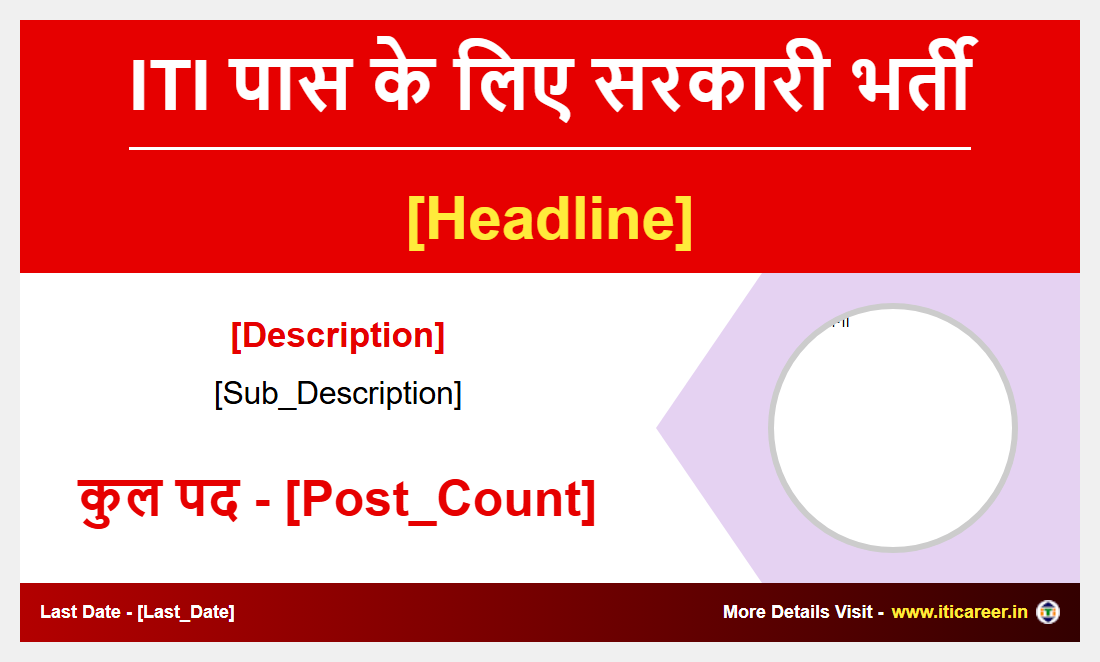 ITI पास के लिए सरकारी भर्ती
[Headline]
[Description]
[Sub_Description]
कुल पद - [Post_Count]
Last Date - [Last_Date]
More Details Visit - www.iticareer.in